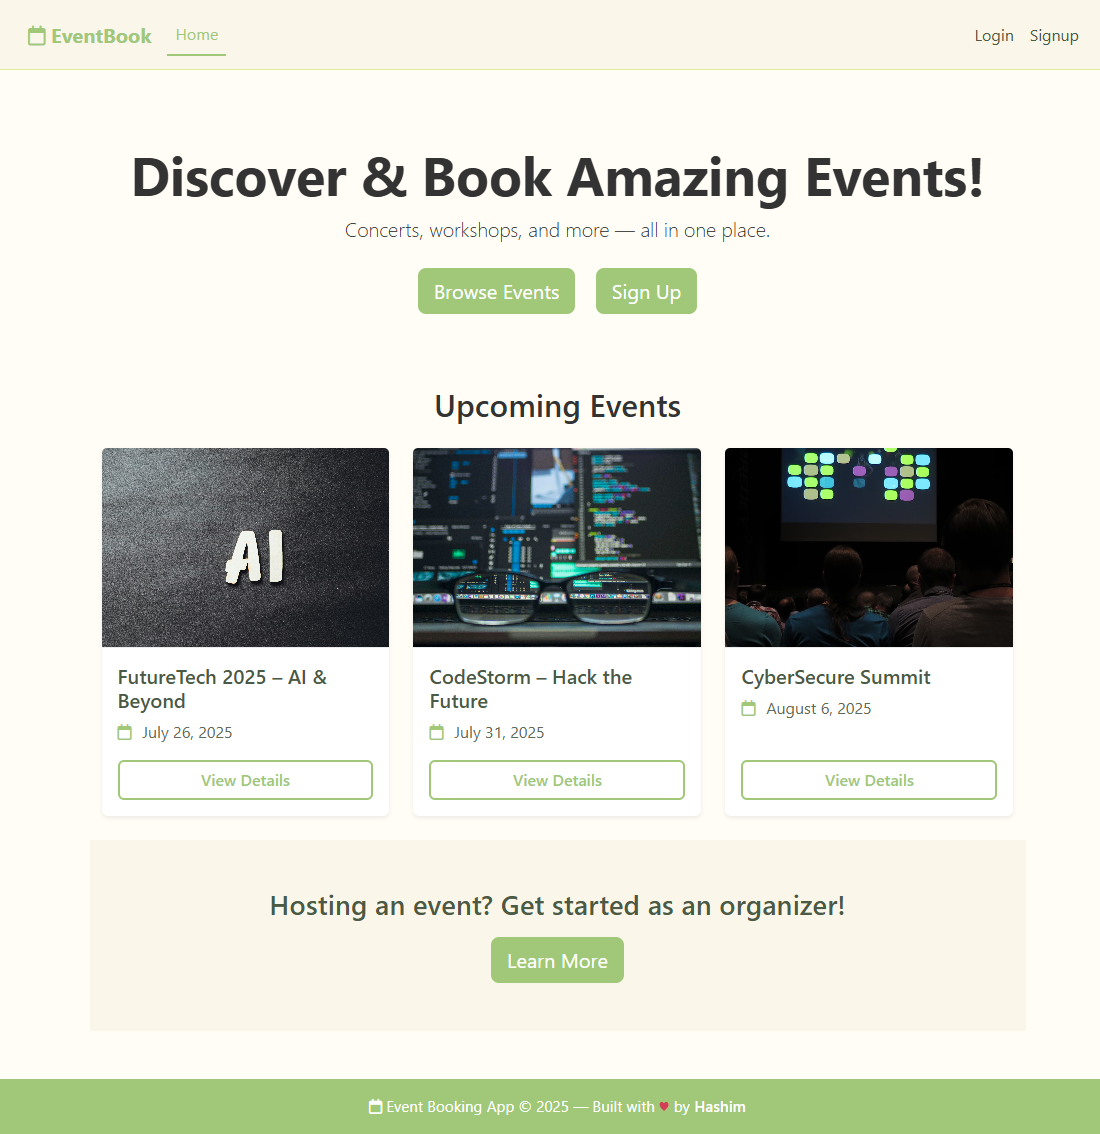 EventBook
Home
Login
Signup
Discover & Book Amazing Events!
Concerts, workshops, and more — all in one place.
Browse Events
Sign Up
Upcoming Events
AI
FutureTech 2025 – AI &
Beyond
July 26, 2025
View Details
CodeStorm – Hack the
Future
July 31, 2025
View Details
CyberSecure Summit
August 6, 2025
View Details
Hosting an event? Get started as an organizer!
Learn More
Event Booking App © 2025 — Built with ♥ by Hashim